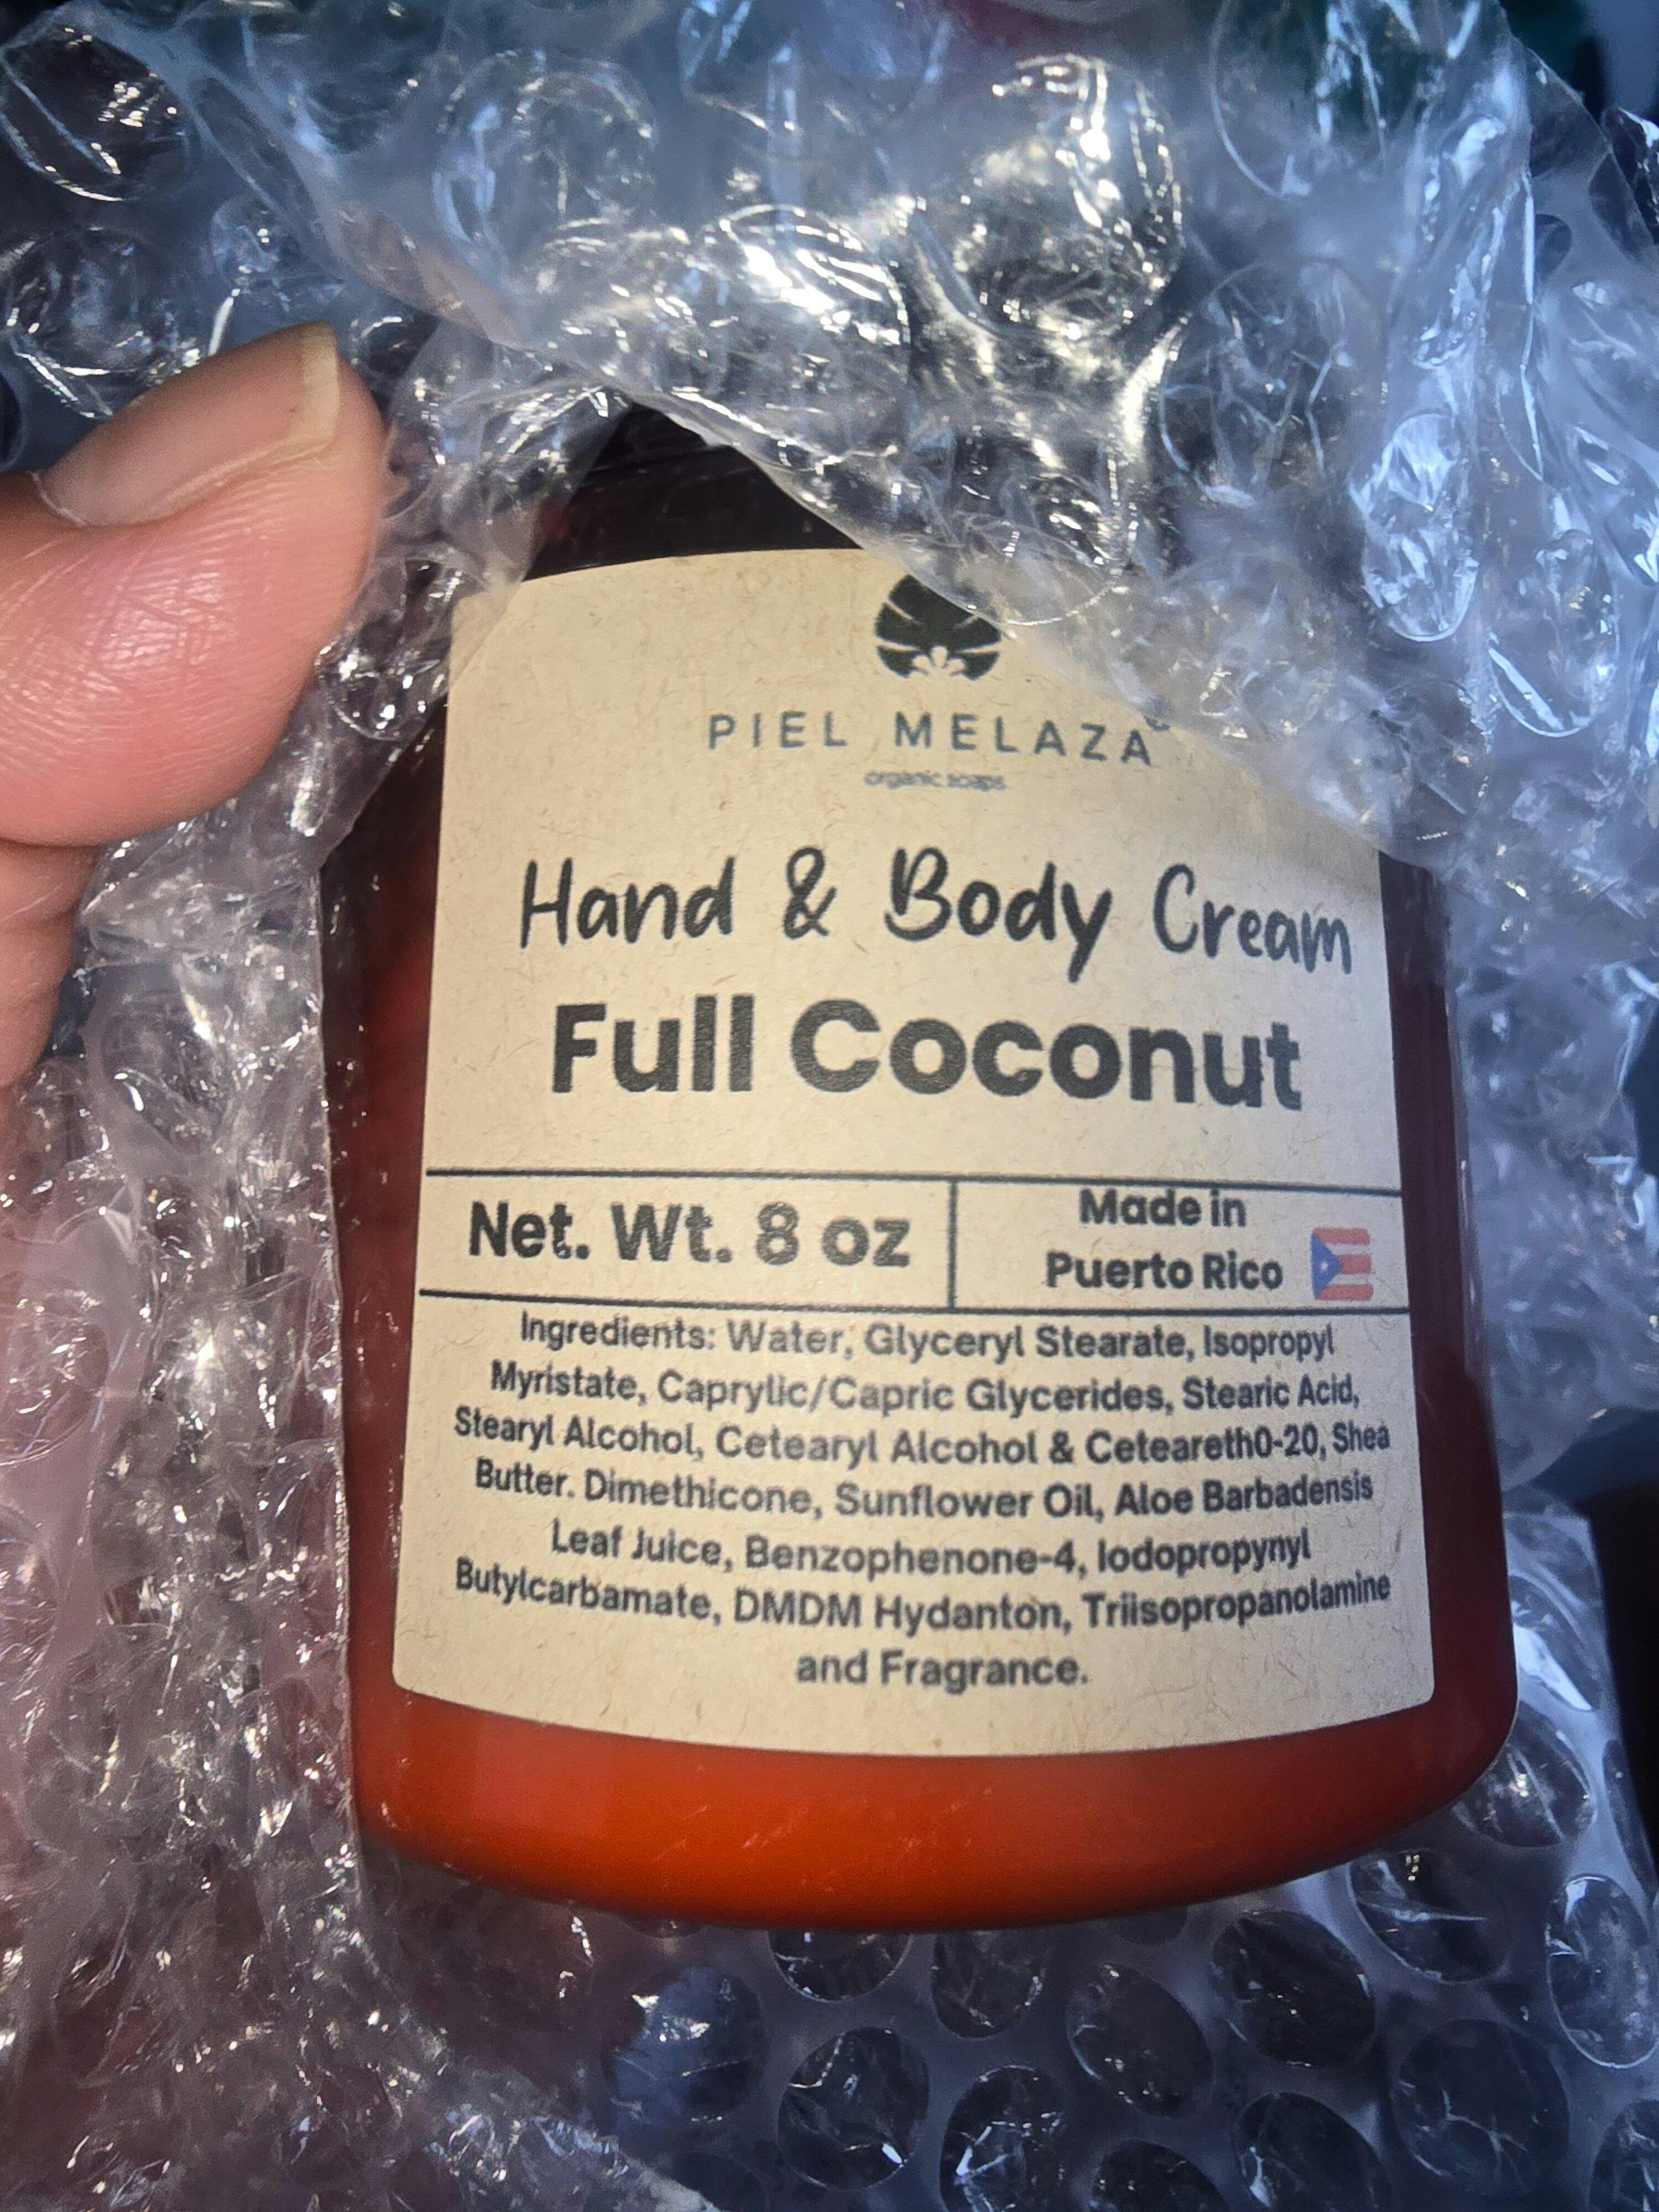 PIEL MELAZA
organic soaps
Hand & Body Cream
Full Coconut
Net. Wt. 8 oz
Made in
Puerto Rico
Ingredients: Water, Glyceryl Stearate, Isopropyl
Myristate, Caprylic/Capric Glycerides, Stearic Acid,
Stearyl Alcohol, Cetearyl Alcohol & Ceteareth0-20, Shea
Butter. Dimethicone, Sunflower Oil, Aloe Barbadensis
Leaf Juice, Benzophenone-4, Iodopropynyl
Butylcarbamate, DMDM Hydanton, Triisopropanolamine
and Fragrance.